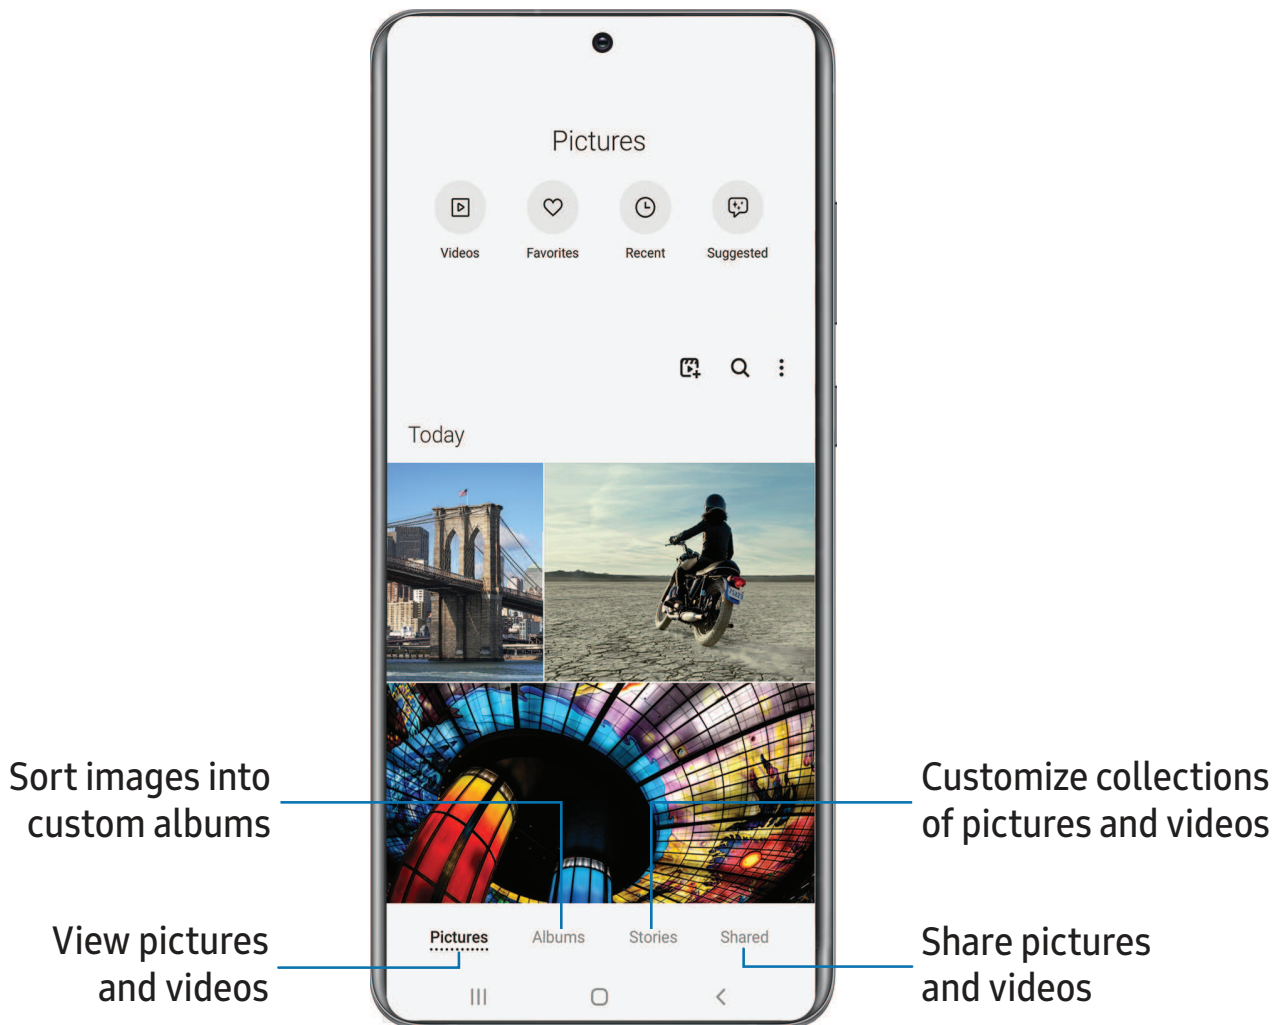 Pictures
Videos
Favorites
Recent
Suggested
Today
Sort images into
custom albums
Customize collections
of pictures and videos
View pictures
and videos
Pictures
Albums
Stories
Shared
Share pictures
and videos